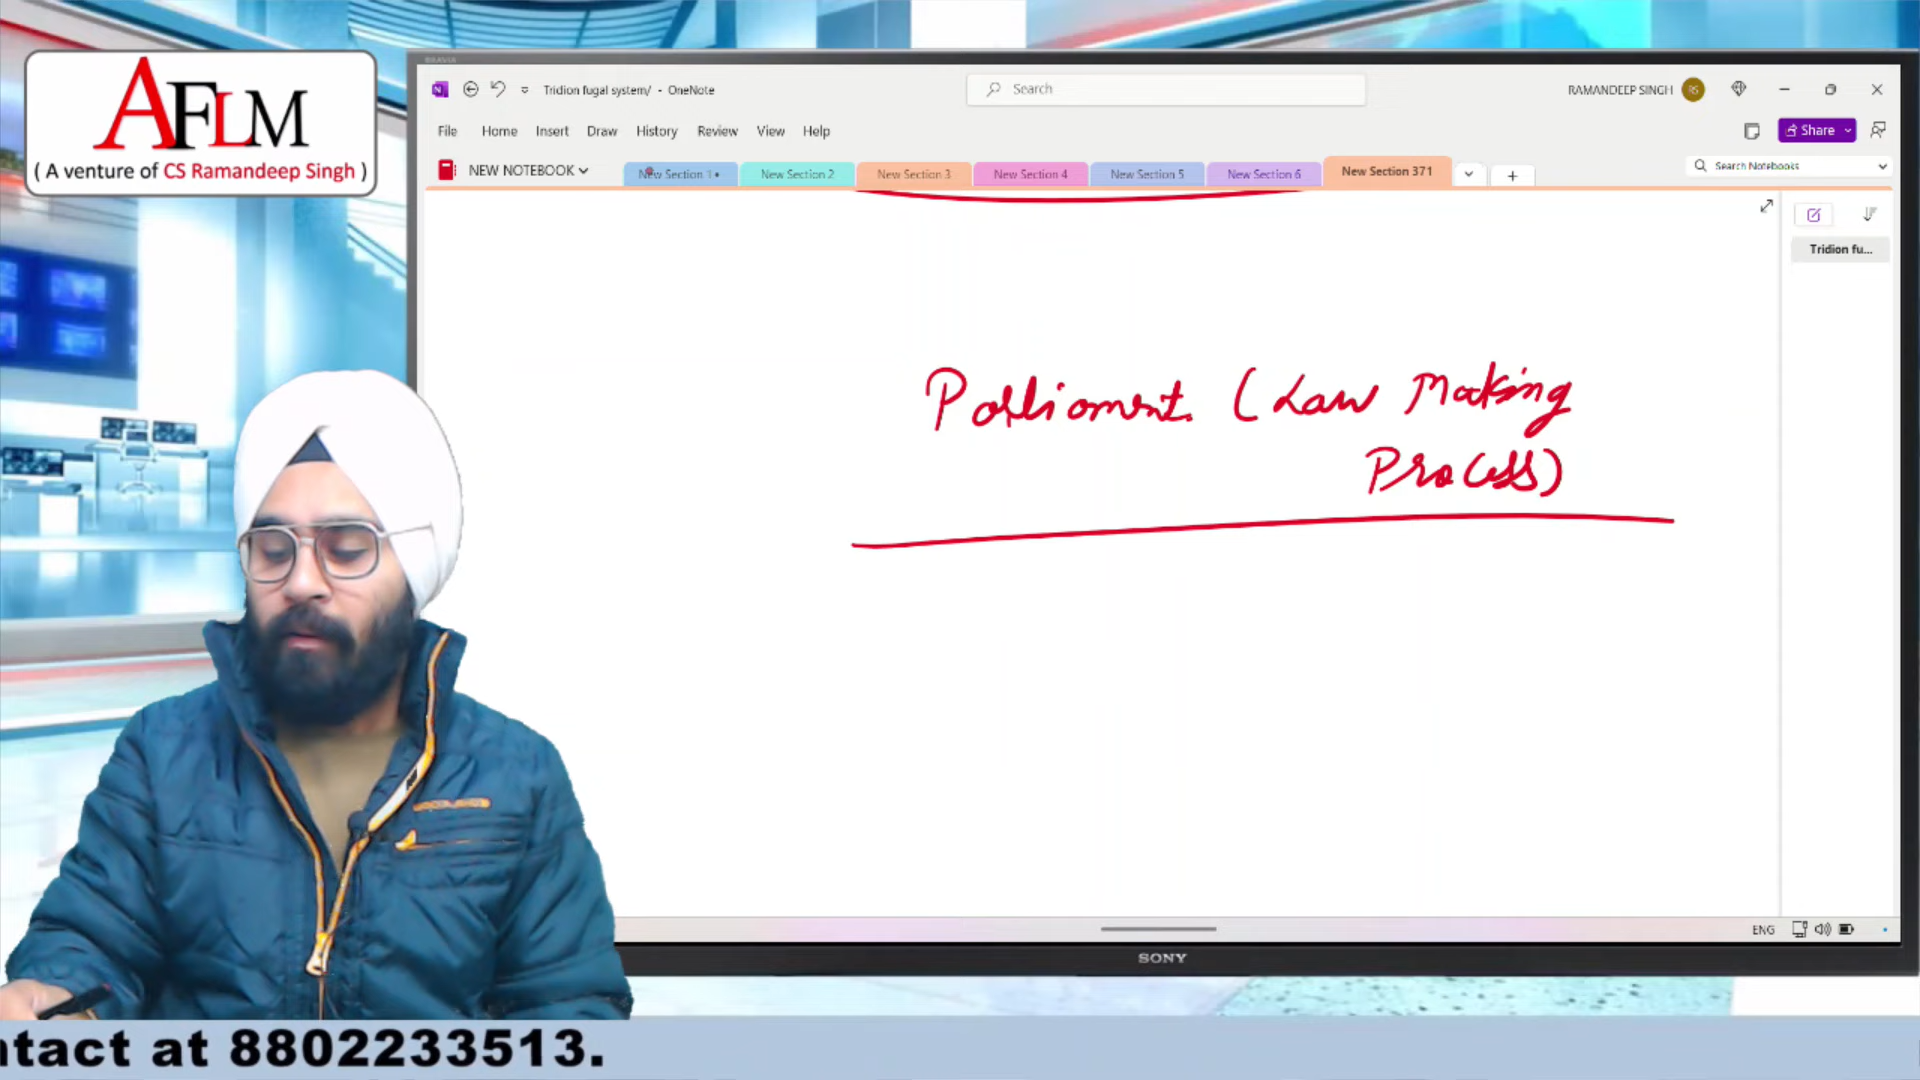 AFLM
( A venture of CS Ramandeep Singh )
Tridion fugal system/ - OneNote
Search
RAMANDEEP SINGH
RS
File Home Insert Draw History Review View Help
Share
NEW NOTEBOOK
New Section 1
New Section 2
New Section 3
New Section 4
New Section 5
New Section 6
New Section 371
Search Notebooks
Tridion fu...
Parliament. (Law Making
Process)
ENG
SONY
ntact at 8802233513.